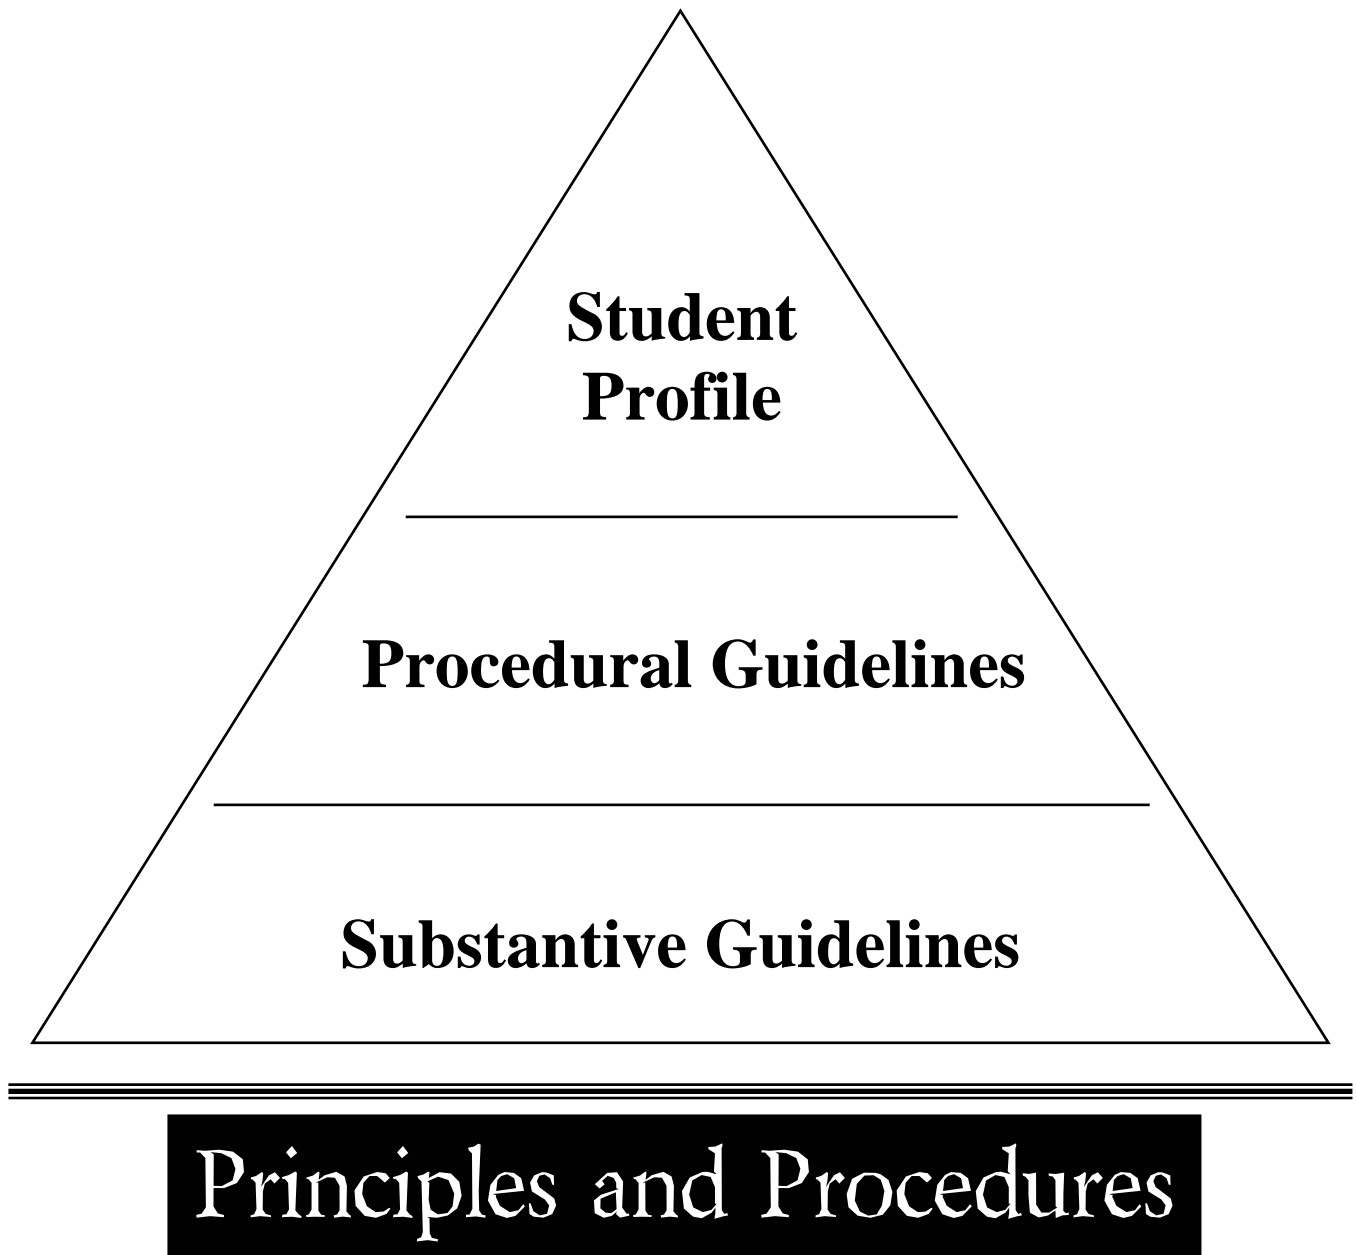 Student
Profile
Procedural Guidelines
Substantive Guidelines
Principles and Procedures